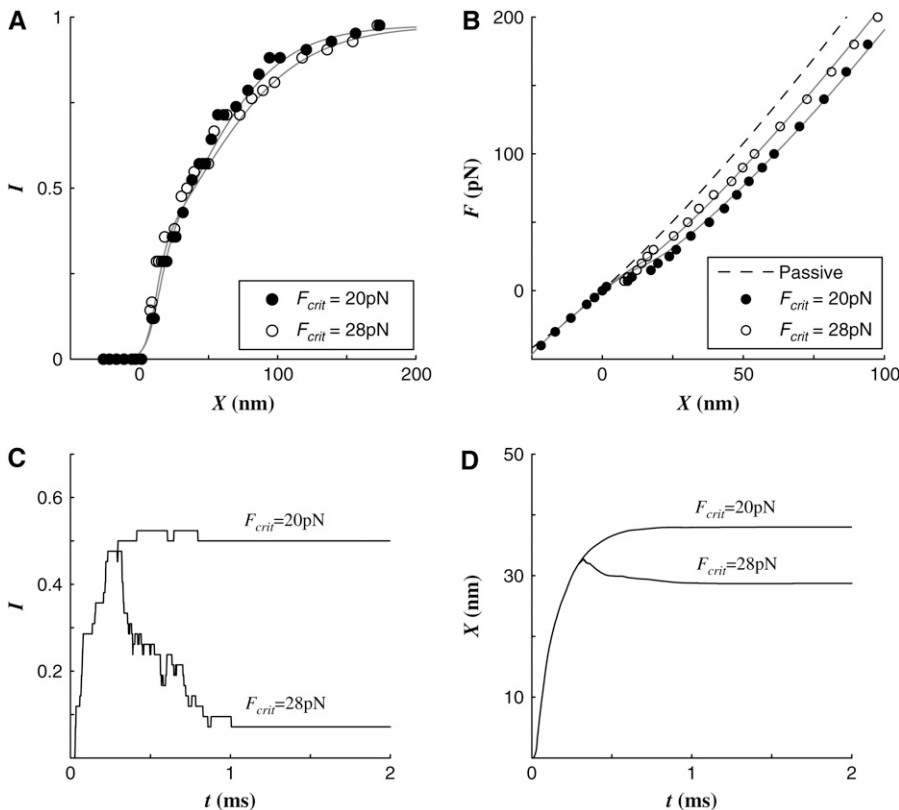 A
1
0.5
0
I
0
100
200
X (nm)
F_crit = 20pN
F_crit = 28pN
B
200
100
0
F (pN)
0
50
100
X (nm)
Passive
F_crit = 20pN
F_crit = 28pN
C
0.6
0.4
0.2
I
F_crit=20pN
F_crit=28pN
0
1
2
t (ms)
D
50
30
10
X (nm)
F_crit=20pN
F_crit=28pN
0
1
2
t (ms)